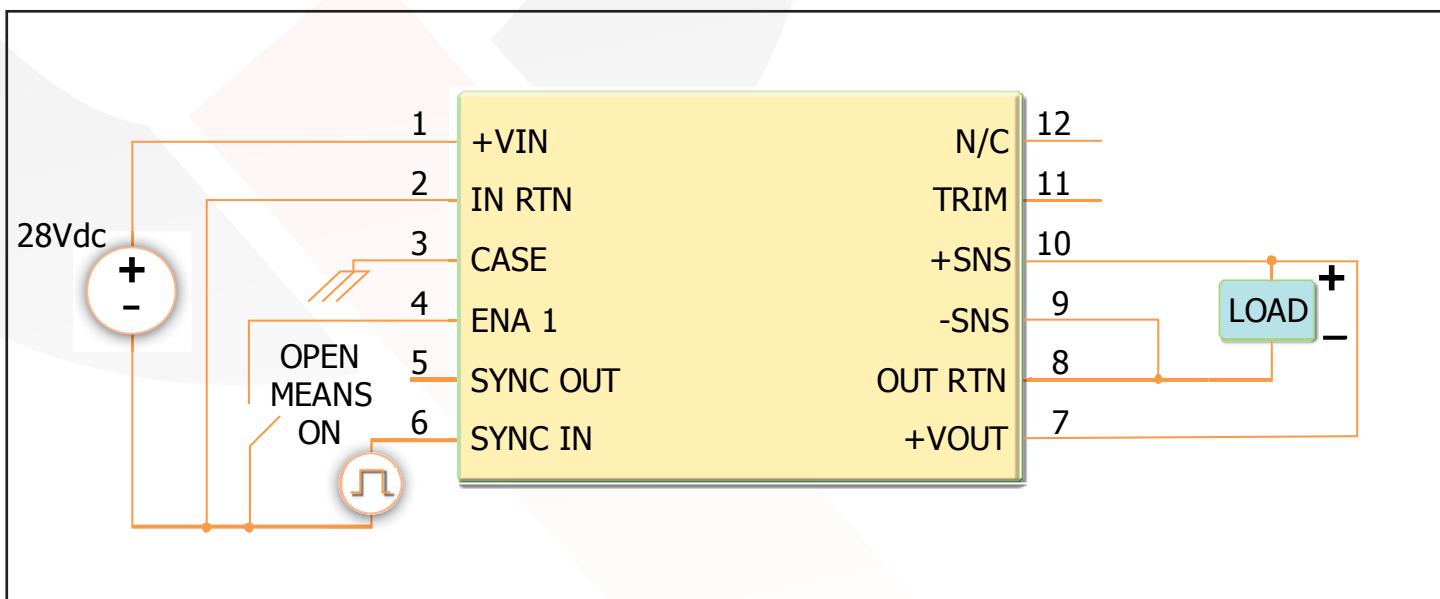 28Vdc
+
-
1
+VIN
2
IN RTN
3
CASE
4
ENA 1
5
SYNC OUT
6
SYNC IN
OPEN
MEANS
ON
N/C
12
TRIM
11
+SNS
10
-SNS
9
OUT RTN
8
+VOUT
7
LOAD
+
–